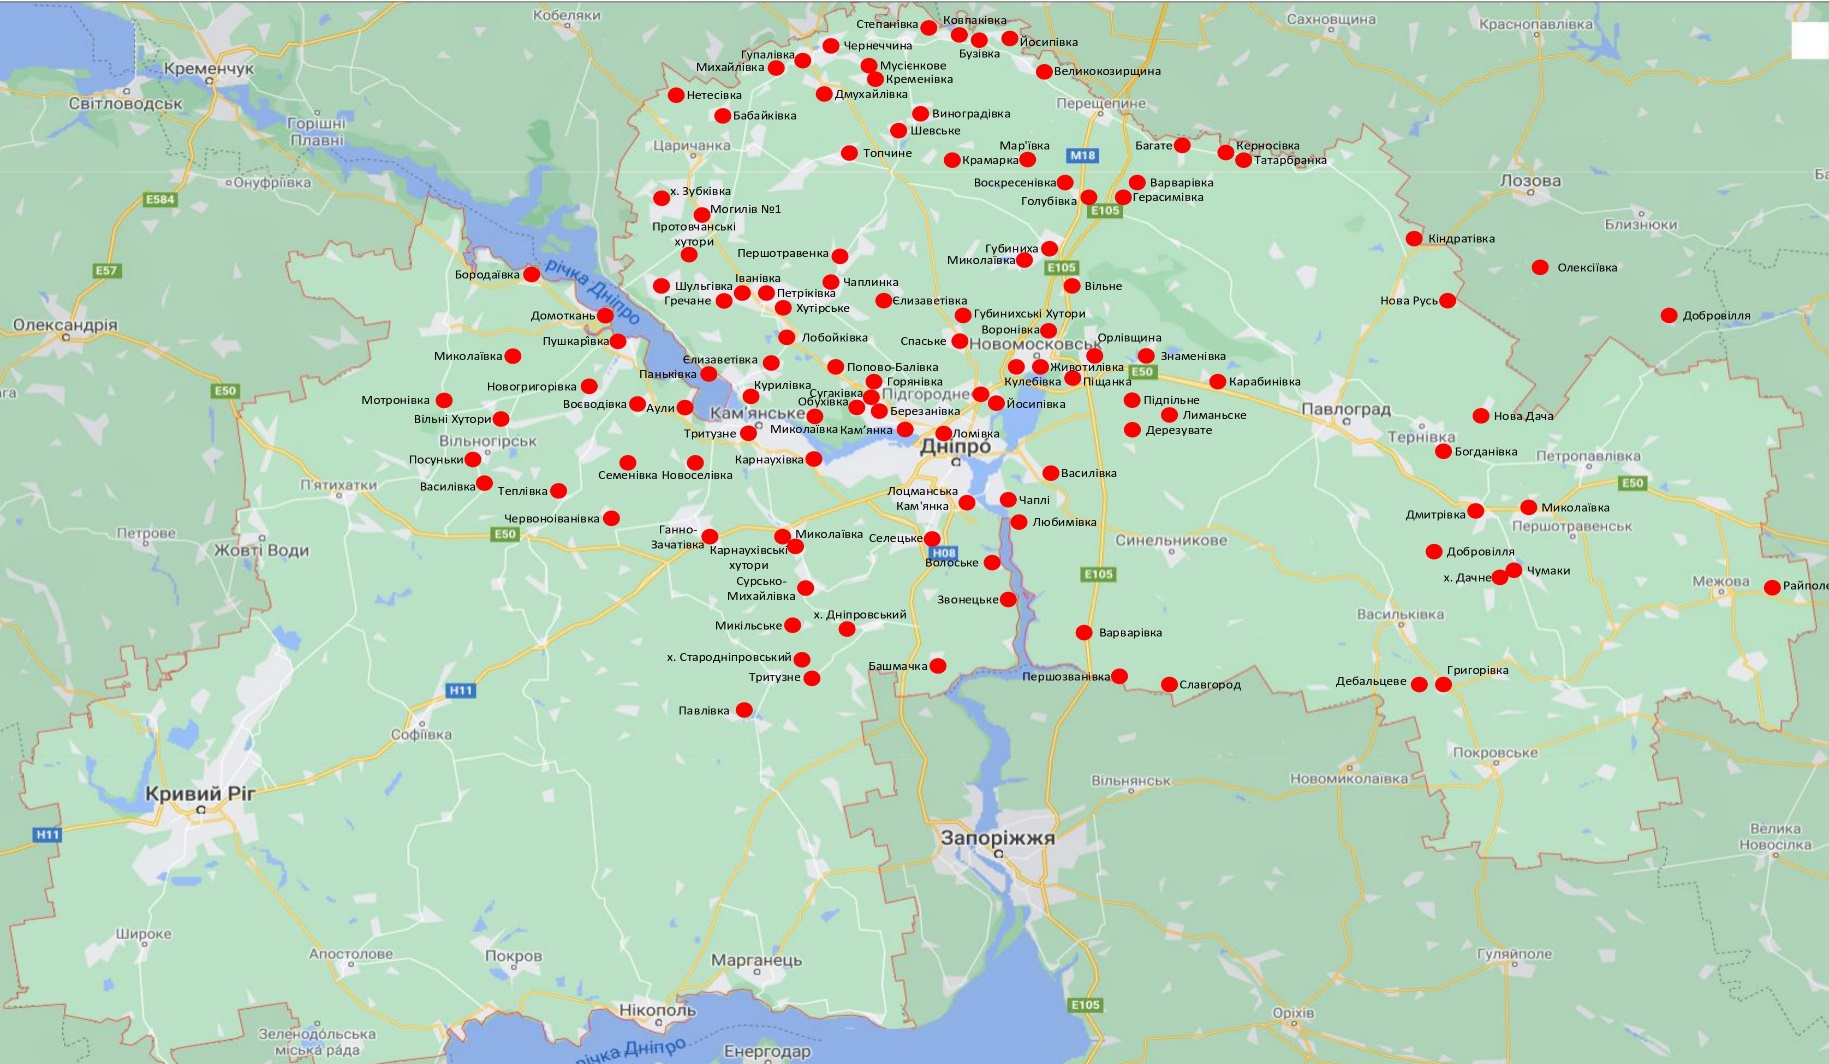 Кобеляки
Степанівка
Ковпаківка
Сахновщина
Краснопавлівка
Чернеччина
Бузівка
Йосипівка
Гупалівка
Михайлівка
Мусієнкове
Кременівка
Великокозирщина
Кременчук
Світловодськ
Нетесівка
Дмухайлівка
Перещепине
Горішні
Плавні
Бабайківка
Виноградівка
Шевське
Царичанка
Топчине
Мар'ївка
Крамарка
M18
Багате
Керносівка
Татарбранка
Онуфріївка
Лозова
Ба
E584
х. Зубківка
Воскресенівка
Варварівка
Голубівка
Герасимівка
E105
Могилів №1
Близнюки
Протовчанські
хутори
Кіндратівка
Першотравенка
Губиниха
Миколаївка
E105
E57
Бородаївка
річка Дніпро
Олексіївка
Шульгівка
Іванівка
Чаплинка
Вільне
Гречане
Петріківка
Єлизаветівка
Нова Русь
Хутірське
Губинихські Хутори
Добровілля
Олександрія
Домоткань
Воронівка
Пушкарівка
Лобойківка
Спаське
Новомосковськ
Орлівщина
Миколаївка
Знаменівка
Єлизаветівка
Паньківка
Попово-Балівка
Животилівка
E50
Кулебівка
Піщанка
Карабинівка
га
E50
Новогригорівка
Курилівка
Горянівка
Сугаківка
Підгородне
Мотронівка
Воєводівка
Аули
Обухівка
Березанівка
Йосипівка
Підпільне
Павлоград
Вільні Хутори
Кам'янське
Лиманьске
Нова Дача
Вільногірськ
Тритузне
Миколаївка
Кам'янка
Ломівка
Дерезувате
Тернівка
Дніпро
Посуньки
Карнаухівка
Богданівка
Петропавлівка
Семенівка
Новоселівка
Василівка
П'ятихатки
Василівка
Теплівка
E50
Лоцманська
Кам'янка
Чаплі
Миколаївка
Дмитрівка
Червоноіванівка
Любимівка
Першотравенськ
Петрове
E50
Ганно-
Зачатівка
Миколаївка
Селецьке
Синельникове
Жовті Води
Карнаухівські
хутори
H08
Волоське
Добровілля
E105
х. Дачне
Чумаки
Межова
Райполе
Сурсько-
Михайлівка
Звонецьке
Васильківка
х. Дніпровський
Микільське
Варварівка
х. Стародніпровський
Башмачка
Тритузне
Першозванівка
Славгород
Дебальцеве
Григорівка
H11
Павлівка
Софіївка
Покровське
Вільнянськ
Новомиколаївка
Кривий Ріг
H11
Запоріжжя
Велика
Новосілка
Широке
Апостолове
Покров
Марганець
Гуляйполе
Нікополь
E105
Оріхів
Зеленодольська
міська рада
річка Дніпро
Енергодар